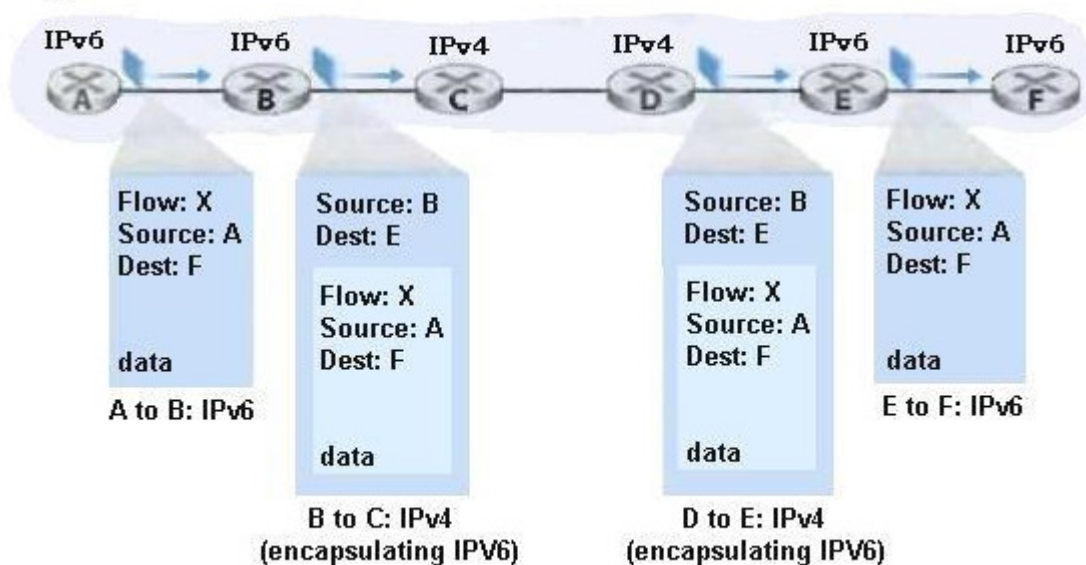 IPv6 IPv6 IPv4 IPv4 IPv6 IPv6
A B C D E F
Flow: X
Source: A
Dest: F
data
A to B: IPv6
Source: B
Dest: E
Flow: X
Source: A
Dest: F
data
B to C: IPv4
(encapsulating IPV6)
Source: B
Dest: E
Flow: X
Source: A
Dest: F
data
D to E: IPv4
(encapsulating IPV6)
Flow: X
Source: A
Dest: F
data
E to F: IPv6